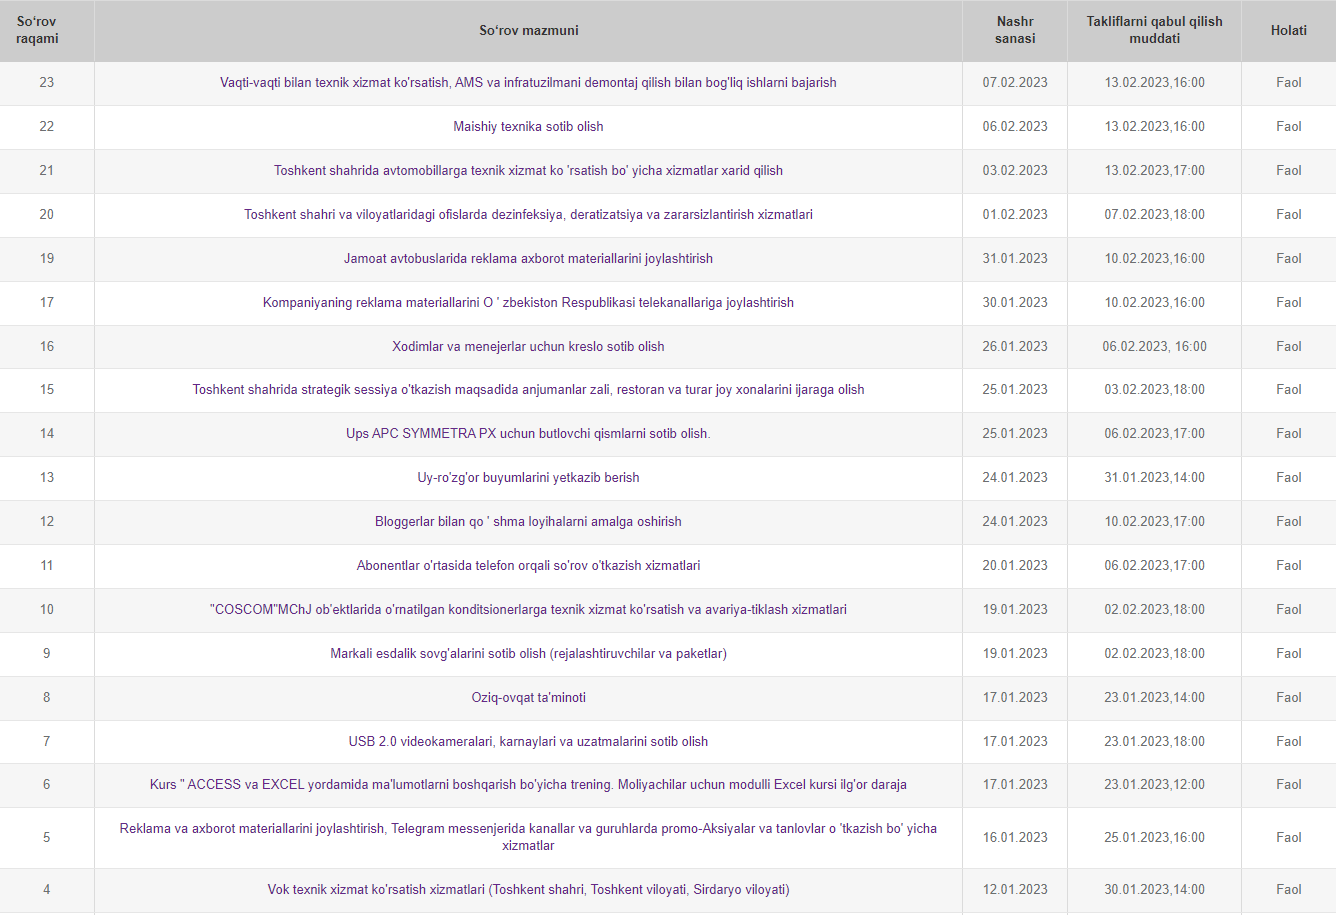 So‘rov raqami So‘rov mazmuni Nashr sanasi Takliflarni qabul qilish muddati Holati
23 Vaqti-vaqti bilan texnik xizmat ko'rsatish, AMS va infratuzilmani demontaj qilish bilan bog'liq ishlarni bajarish 07.02.2023 13.02.2023,16:00 Faol
22 Maishiy texnika sotib olish 06.02.2023 13.02.2023,16:00 Faol
21 Toshkent shahrida avtomobillarga texnik xizmat ko 'rsatish bo' yicha xizmatlar xarid qilish 03.02.2023 13.02.2023,17:00 Faol
20 Toshkent shahri va viloyatlaridagi ofislarda dezinfeksiya, deratizatsiya va zararsizlantirish xizmatlari 01.02.2023 07.02.2023,18:00 Faol
19 Jamoat avtobuslarida reklama axborot materiallarini joylashtirish 31.01.2023 10.02.2023,16:00 Faol
17 Kompaniyaning reklama materiallarini O ' zbekiston Respublikasi telekanallariga joylashtirish 30.01.2023 10.02.2023,16:00 Faol
16 Xodimlar va menejerlar uchun kreslo sotib olish 26.01.2023 06.02.2023, 16:00 Faol
15 Toshkent shahrida strategik sessiya o'tkazish maqsadida anjumanlar zali, restoran va turar joy xonalarini ijaraga olish 25.01.2023 03.02.2023,18:00 Faol
14 Ups APC SYMMETRA PX uchun butlovchi qismlarni sotib olish. 25.01.2023 06.02.2023,17:00 Faol
13 Uy-ro'zg'or buyumlarini yetkazib berish 24.01.2023 31.01.2023,14:00 Faol
12 Bloggerlar bilan qo ' shma loyihalarni amalga oshirish 24.01.2023 10.02.2023,17:00 Faol
11 Abonentlar o'rtasida telefon orqali so'rov o'tkazish xizmatlari 20.01.2023 06.02.2023,17:00 Faol
10 "COSCOM"MChJ ob'ektlarida o'rnatilgan konditsionerlarga texnik xizmat ko'rsatish va avariya-tiklash xizmatlari 19.01.2023 02.02.2023,18:00 Faol
9 Markali esdalik sovg'alarini sotib olish (rejalashtiruvchilar va paketlar) 19.01.2023 02.02.2023,18:00 Faol
8 Oziq-ovqat ta'minoti 17.01.2023 23.01.2023,14:00 Faol
7 USB 2.0 videokameralari, karnaylari va uzatmalarini sotib olish 17.01.2023 23.01.2023,18:00 Faol
6 Kurs " ACCESS va EXCEL yordamida ma'lumotlarni boshqarish bo'yicha trening. Moliyachilar uchun modulli Excel kursi ilg'or daraja 17.01.2023 23.01.2023,12:00 Faol
5 Reklama va axborot materiallarini joylashtirish, Telegram messenjerida kanallar va guruhlarda promo-Aksiyalar va tanlovlar o 'tkazish bo' yicha
xizmatlar 16.01.2023 25.01.2023,16:00 Faol
4 Vok texnik xizmat ko'rsatish xizmatlari (Toshkent shahri, Toshkent viloyati, Sirdaryo viloyati) 12.01.2023 30.01.2023,14:00 Faol